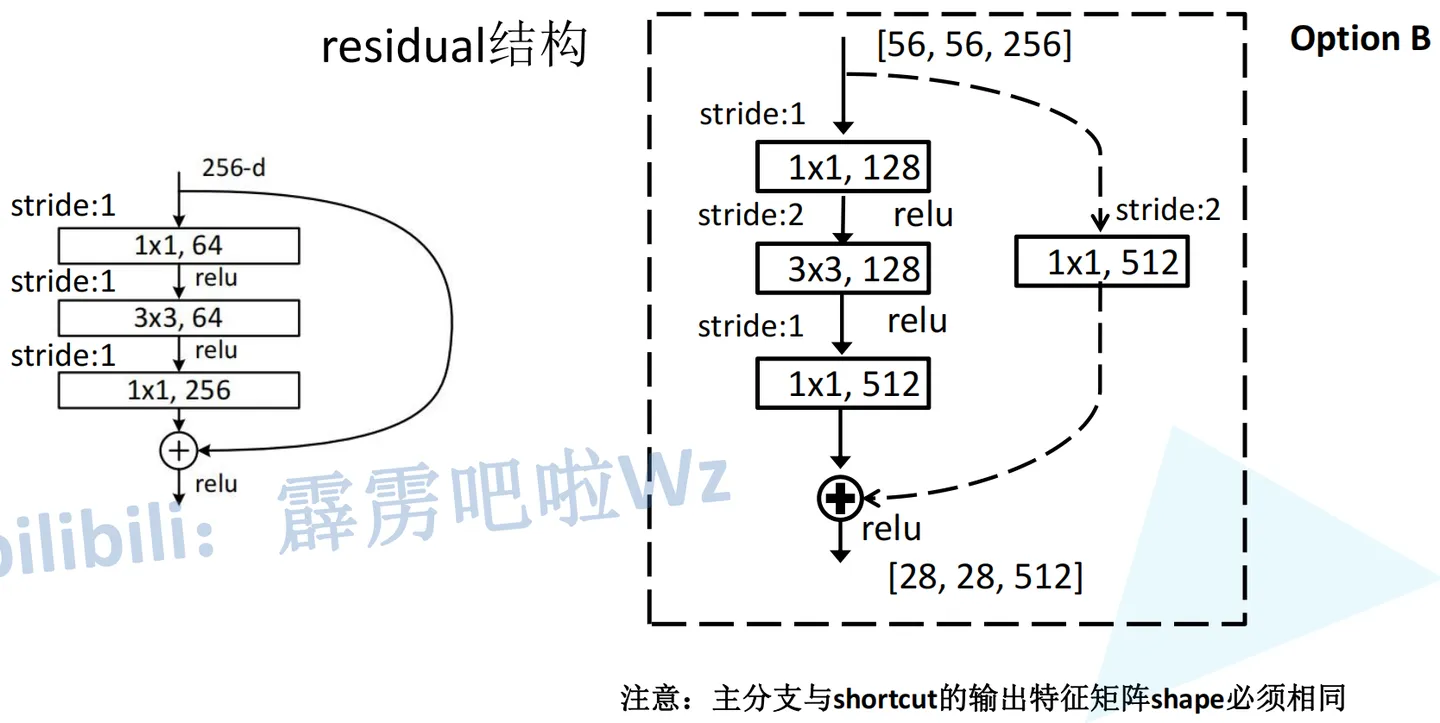 residual结构
256-d
stride:1
1x1, 64
relu
stride:1
3x3, 64
relu
stride:1
1x1, 256
relu
Option B
[56, 56, 256]
stride:1
1x1, 128
relu
stride:2
3x3, 128
relu
stride:1
1x1, 512
stride:2
1x1, 512
relu
[28, 28, 512]
bilibili：霹雳吧啦Wz
注意：主分支与shortcut的输出特征矩阵shape必须相同